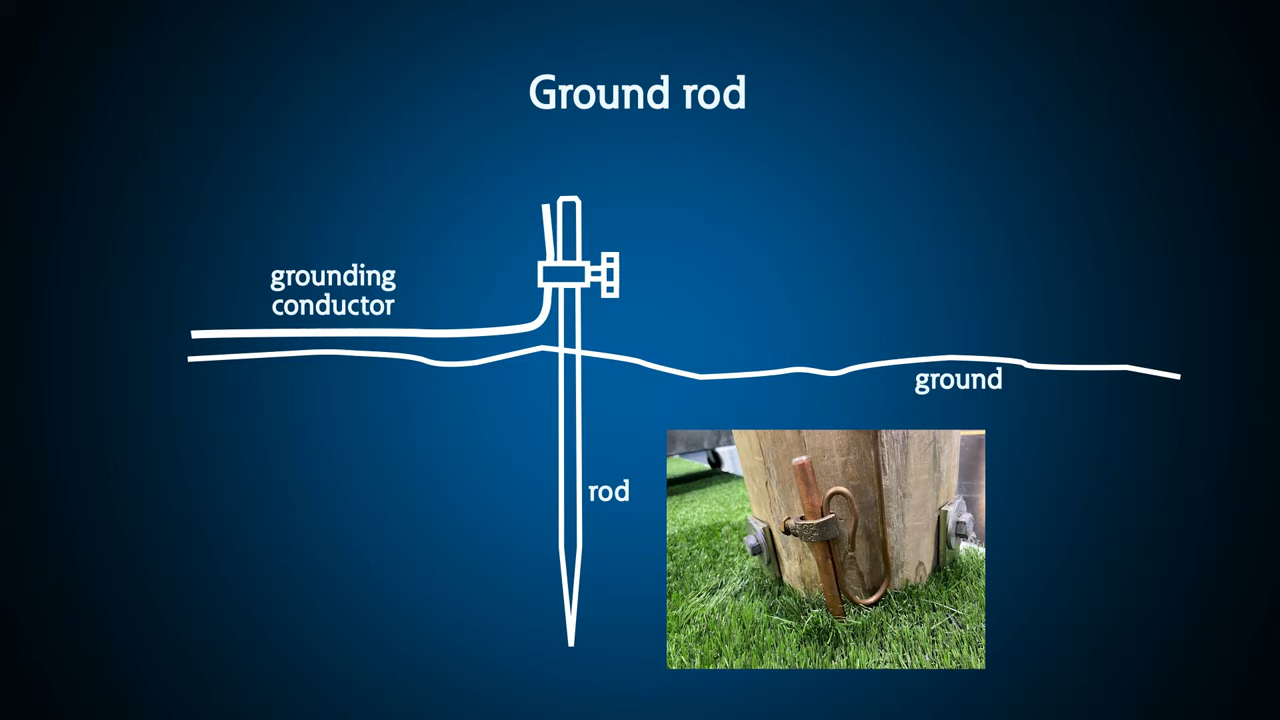 Ground rod
grounding
conductor
ground
rod